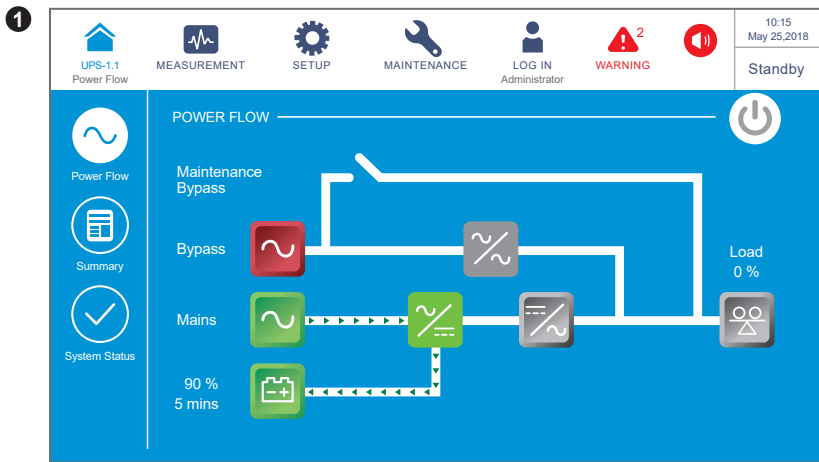 1
10:15
May 25,2018
Standby
UPS-1.1
Power Flow
MEASUREMENT
SETUP
MAINTENANCE
LOG IN
Administrator
2
WARNING
POWER FLOW
Power Flow
Summary
System Status
Maintenance
Bypass
Bypass
Mains
90 %
5 mins
Load
0 %